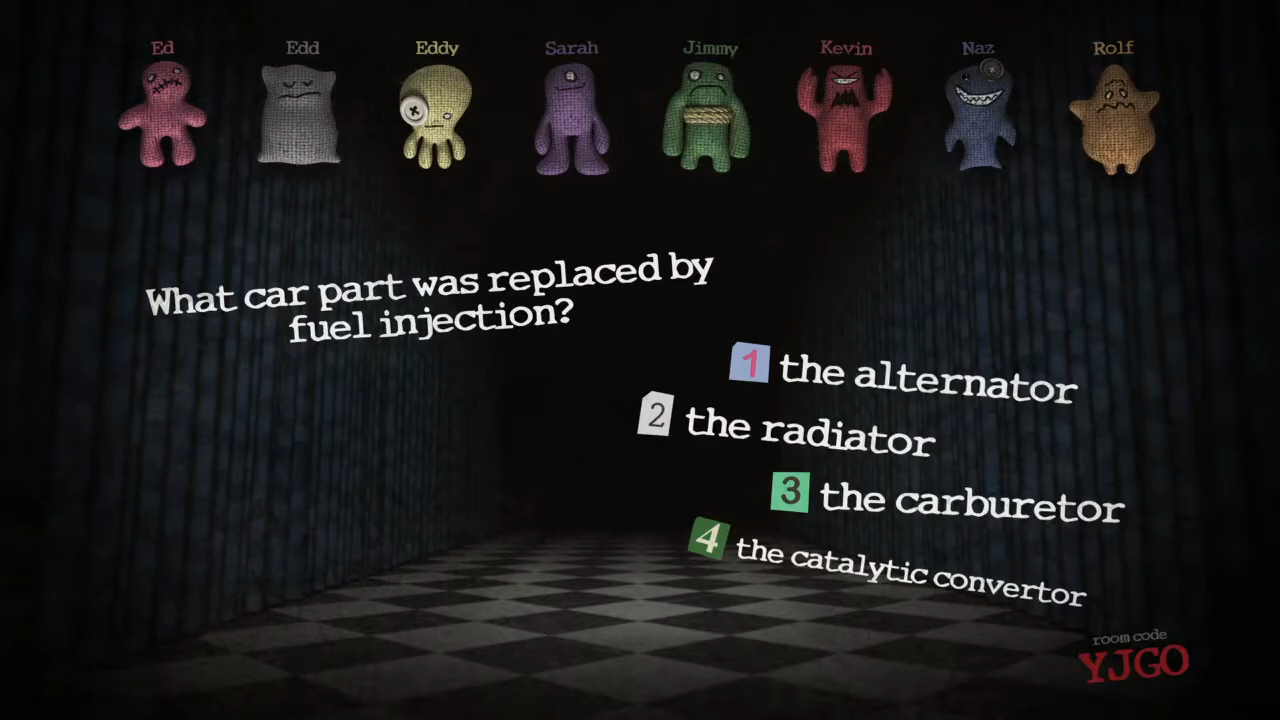 Ed
Edd
Eddy
Sarah
Jimmy
Kevin
Naz
Rolf
What car part was replaced by
fuel injection?
1 the alternator
2 the radiator
3 the carburetor
4 the catalytic convertor
room code
YJGO